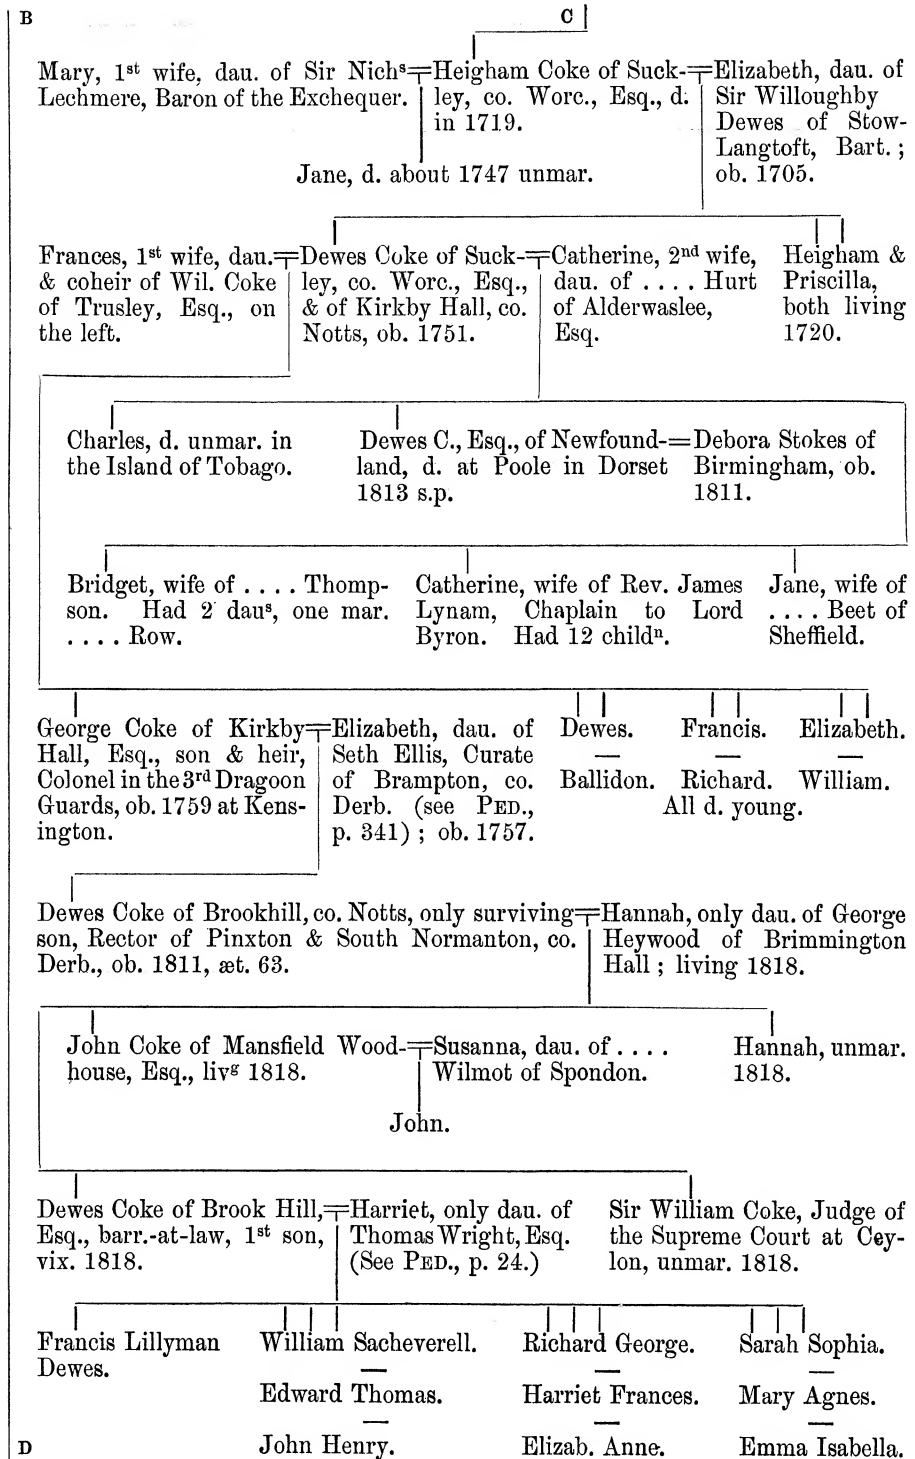 B
C
Mary, 1st wife, dau. of Sir Nichs
Lechmere, Baron of the Exchequer.
Heigham Coke of Suck-
ley, co. Worc., Esq., d.
in 1719.
Elizabeth, dau. of
Sir Willoughby
Dewes of Stow-
Langtoft, Bart. ;
ob. 1705.
Jane, d. about 1747 unmar.
Frances, 1st wife, dau.
& coheir of Wil. Coke
of Trusley, Esq., on
the left.
Dewes Coke of Suck-
ley, co. Worc., Esq.,
& of Kirkby Hall, co.
Notts, ob. 1751.
Catherine, 2nd wife,
dau. of . . . . Hurt
of Alderwaslee,
Esq.
Heigham &
Priscilla,
both living
1720.
Charles, d. unmar. in
the Island of Tobago.
Dewes C., Esq., of Newfound-
land, d. at Poole in Dorset
1813 s.p.
=Debora Stokes of
Birmingham, ob.
1811.
Bridget, wife of . . . . Thomp-
son. Had 2 daus, one mar.
. . . . Row.
Catherine, wife of Rev. James
Lynam, Chaplain to Lord
Byron. Had 12 childn.
Jane, wife of
. . . . Beet of
Sheffield.
George Coke of Kirkby
Hall, Esq., son & heir,
Colonel in the 3rd Dragoon
Guards, ob. 1759 at Kens-
ington.
Elizabeth, dau. of
Seth Ellis, Curate
of Brampton, co.
Derb. (see PED.,
p. 341) ; ob. 1757.
Dewes. Francis. Elizabeth.
Ballidon. Richard. William.
All d. young.
Dewes Coke of Brookhill, co. Notts, only surviving
son, Rector of Pinxton & South Normanton, co.
Derb., ob. 1811, æt. 63.
Hannah, only dau. of George
Heywood of Brimmington
Hall ; living 1818.
John Coke of Mansfield Wood-
house, Esq., livg 1818.
Susanna, dau. of . . . .
Wilmot of Spondon.
Hannah, unmar.
1818.
John.
Dewes Coke of Brook Hill,
Esq., barr.-at-law, 1st son,
vix. 1818.
Harriet, only dau. of
Thomas Wright, Esq.
(See PED., p. 24.)
Sir William Coke, Judge of
the Supreme Court at Cey-
lon, unmar. 1818.
Francis Lillyman
Dewes.
William Sacheverell.
Edward Thomas.
John Henry.
Richard George.
Harriet Frances.
Elizab. Anne.
Sarah Sophia.
Mary Agnes.
Emma Isabella.
D